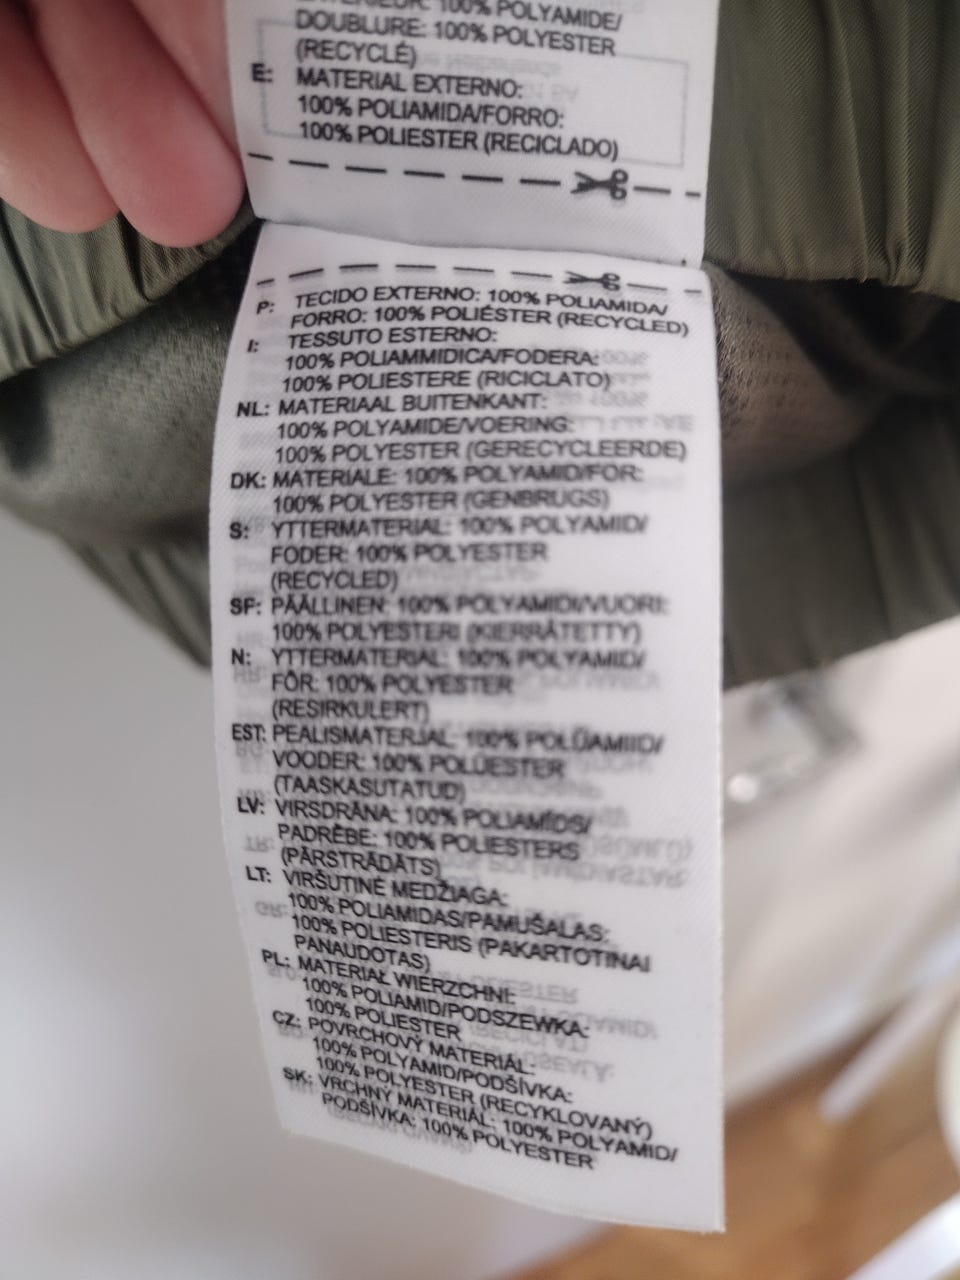 EXTÉRIEUR: 100% POLYAMIDE/
DOUBLURE: 100% POLYESTER
(RECYCLÉ)
E: MATERIAL EXTERNO:
100% POLIAMIDA/FORRO:
100% POLIESTER (RECICLADO)
P: TECIDO EXTERNO: 100% POLIAMIDA/
FORRO: 100% POLIÉSTER (RECYCLED)
I: TESSUTO ESTERNO:
100% POLIAMMIDICA/FODERA:
100% POLIESTERE (RICICLATO)
NL: MATERIAAL BUITENKANT:
100% POLYAMIDE/VOERING:
100% POLYESTER (GERECYCLEERDE)
DK: MATERIALE: 100% POLYAMID/FOR:
100% POLYESTER (GENBRUGS)
S: YTTERMATERIAL: 100% POLYAMID/
FODER: 100% POLYESTER
(RECYCLED)
SF: PÄÄLLINEN: 100% POLYAMIDI/VUORI:
100% POLYESTERI (KIERRÄTETTY)
N: YTTERMATERIAL: 100% POLYAMID/
FÔR: 100% POLYESTER
(RESIRKULERT)
EST: PEALISMATERJAL: 100% POLÜAMIID/
VOODER: 100% POLÜESTER
(TAASKASUTATUD)
LV: VIRSDRĀNA: 100% POLIAMĪDS/
PADRĒBE: 100% POLIESTERS
(PĀRSTRĀDĀTS)
LT: VIRŠUTINĖ MEDŽIAGA:
100% POLIAMIDAS/PAMUŠALAS:
100% POLIESTERIS (PAKARTOTINAI
PANAUDOTAS)
PL: MATERIAŁ WIERZCHNI:
100% POLIAMID/PODSZEWKA:
100% POLIESTER
CZ: POVRCHOVÝ MATERIÁL:
100% POLYAMID/PODŠÍVKA:
100% POLYESTER (RECYKLOVANÝ)
SK: VRCHNÝ MATERIÁL: 100% POLYAMID/
PODŠÍVKA: 100% POLYESTER